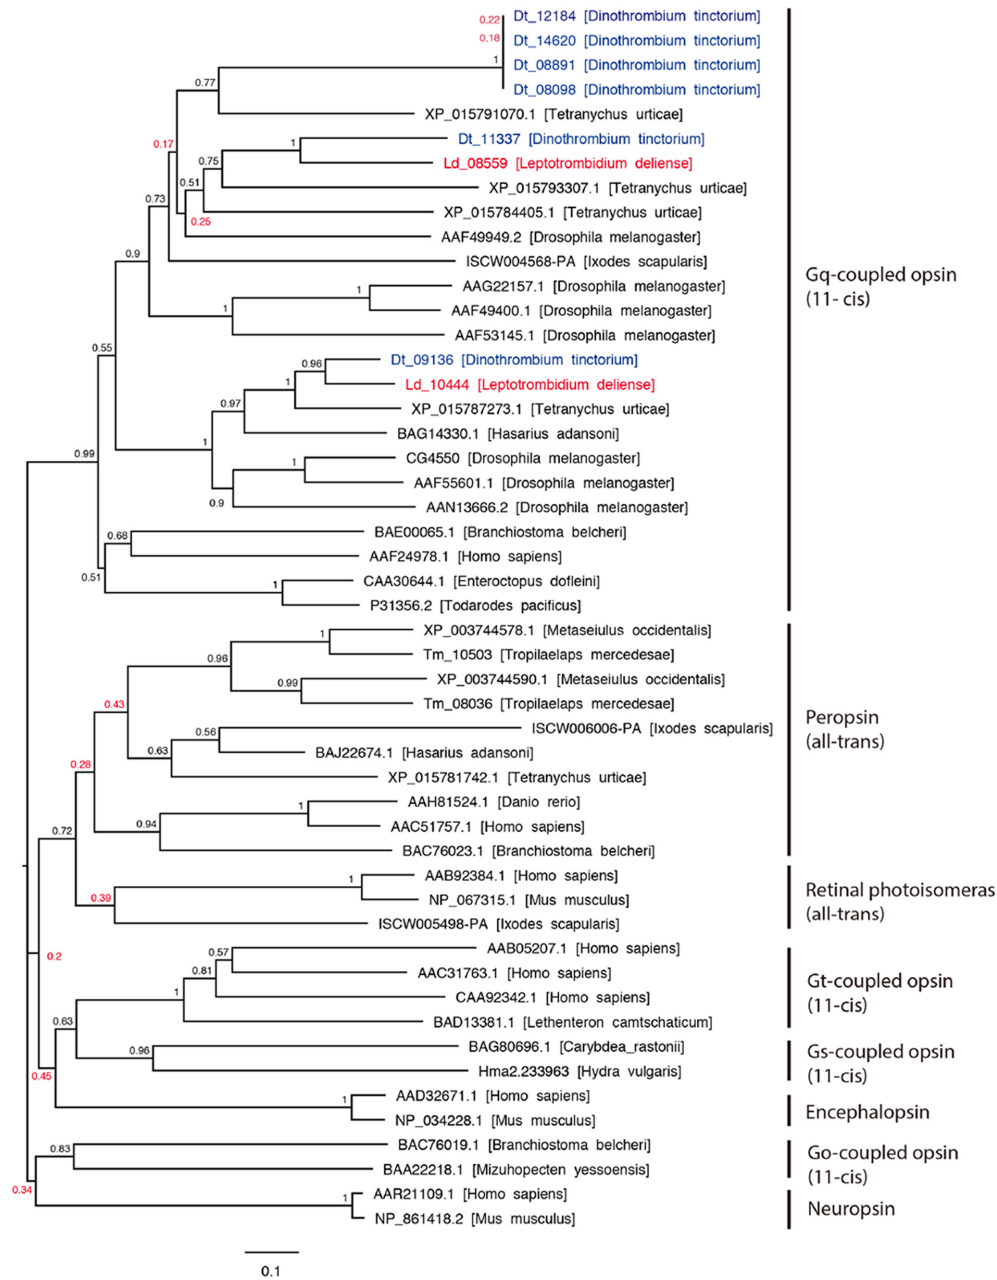 0.22
Dt_12184 [Dinothrombium tinctorium]
0.18
Dt_14620 [Dinothrombium tinctorium]
1
Dt_08891 [Dinothrombium tinctorium]
Dt_08098 [Dinothrombium tinctorium]
0.77
XP_015791070.1 [Tetranychus urticae]
0.17
1
Dt_11337 [Dinothrombium tinctorium]
0.75
Ld_08559 [Leptotrombidium deliense]
0.51
XP_015793307.1 [Tetranychus urticae]
0.73
XP_015784405.1 [Tetranychus urticae]
0.25
AAF49949.2 [Drosophila melanogaster]
0.9
ISCW004568-PA [Ixodes scapularis]
Gq-coupled opsin
(11- cis)
1
AAG22157.1 [Drosophila melanogaster]
1
AAF49400.1 [Drosophila melanogaster]
AAF53145.1 [Drosophila melanogaster]
0.55
0.96
Dt_09136 [Dinothrombium tinctorium]
1
Ld_10444 [Leptotrombidium deliense]
0.97
XP_015787273.1 [Tetranychus urticae]
1
BAG14330.1 [Hasarius adansoni]
0.99
1
CG4550 [Drosophila melanogaster]
AAF55601.1 [Drosophila melanogaster]
0.9
AAN13666.2 [Drosophila melanogaster]
0.68
BAE00065.1 [Branchiostoma belcheri]
AAF24978.1 [Homo sapiens]
0.51
1
CAA30644.1 [Enteroctopus dofleini]
P31356.2 [Todarodes pacificus]
1
XP_003744578.1 [Metaseiulus occidentalis]
0.96
Tm_10503 [Tropilaelaps mercedesae]
0.99
XP_003744590.1 [Metaseiulus occidentalis]
0.43
Tm_08036 [Tropilaelaps mercedesae]
Peropsin
(all-trans)
0.56
ISCW006006-PA [Ixodes scapularis]
0.63
BAJ22674.1 [Hasarius adansoni]
0.28
XP_015781742.1 [Tetranychus urticae]
1
AAH81524.1 [Danio rerio]
0.94
AAC51757.1 [Homo sapiens]
0.72
BAC76023.1 [Branchiostoma belcheri]
1
AAB92384.1 [Homo sapiens]
Retinal photoisomeras
(all-trans)
0.39
NP_067315.1 [Mus musculus]
ISCW005498-PA [Ixodes scapularis]
0.2
0.57
AAB05207.1 [Homo sapiens]
0.81
AAC31763.1 [Homo sapiens]
Gt-coupled opsin
(11-cis)
1
CAA92342.1 [Homo sapiens]
0.63
BAD13381.1 [Lethenteron camtschaticum]
0.96
BAG80696.1 [Carybdea_rastonii]
Gs-coupled opsin
(11-cis)
0.45
Hma2.233963 [Hydra vulgaris]
1
AAD32671.1 [Homo sapiens]
Encephalopsin
NP_034228.1 [Mus musculus]
0.83
BAC76019.1 [Branchiostoma belcheri]
Go-coupled opsin
(11-cis)
BAA22218.1 [Mizuhopecten yessoensis]
0.34
1
AAR21109.1 [Homo sapiens]
Neuropsin
NP_861418.2 [Mus musculus]
0.1